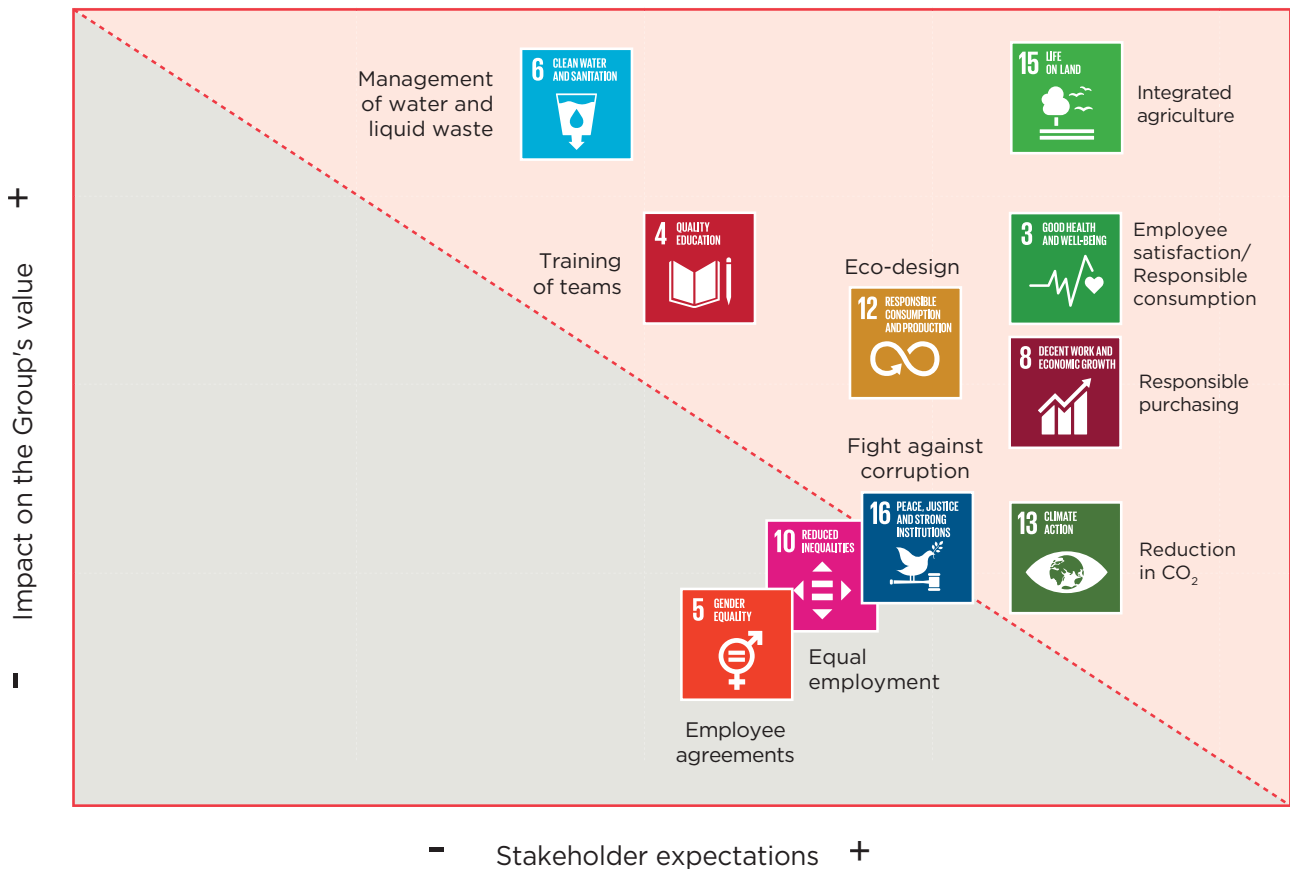 Management
of water and
liquid waste
6 CLEAN WATER
AND SANITATION
15 LIFE
ON LAND
Integrated
agriculture
Training
of teams
4 QUALITY
EDUCATION
Eco-design
12 RESPONSIBLE
CONSUMPTION
AND PRODUCTION
3 GOOD HEALTH
AND WELL-BEING
Employee
satisfaction/
Responsible
consumption
8 DECENT WORK AND
ECONOMIC GROWTH
Responsible
purchasing
Fight against
corruption
16 PEACE, JUSTICE
AND STRONG
INSTITUTIONS
13 CLIMATE
ACTION
Reduction
in CO₂
10 REDUCED
INEQUALITIES
Equal
employment
5 GENDER
EQUALITY
Employee
agreements
- Impact on the Group's value +
- Stakeholder expectations +